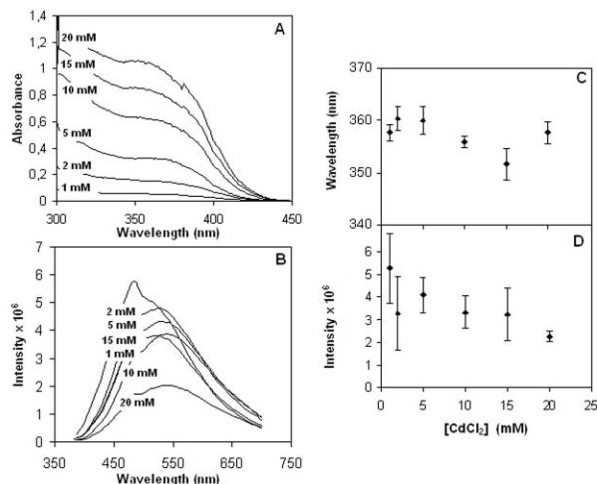 A
Absorbance
1,4
1,2
1
0,8
0,6
0,4
0,2
0
20 mM
15 mM
10 mM
5 mM
2 mM
1 mM
300 350 400 450
Wavelength (nm)
B
Intensity x 10⁶
7
6
5
4
3
2
1
0
2 mM
5 mM
15 mM
1 mM
10 mM
20 mM
350 450 550 650 750
Wavelength (nm)
C
Wavelength (nm)
370
360
350
340
D
Intensity x 10⁶
6
5
4
3
2
1
0
0 5 10 15 20 25
[CdCl₂] (mM)